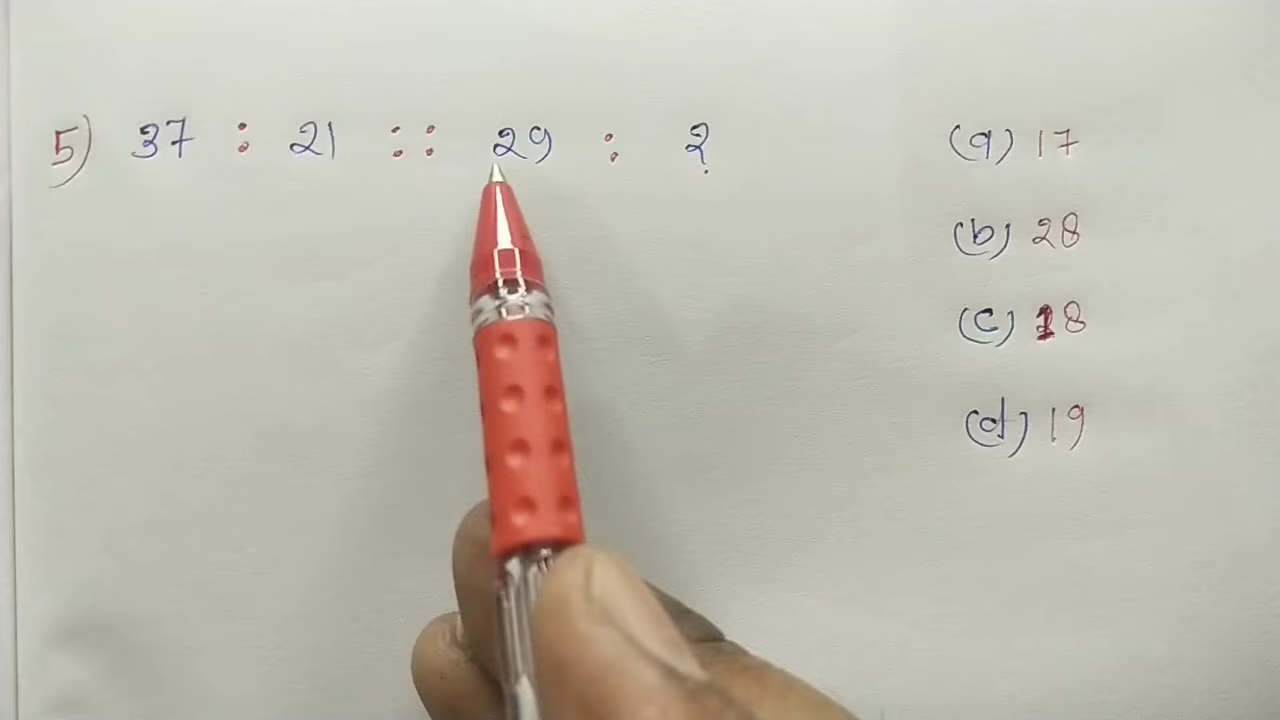 5) 37 : 21 :: 29 : ?
(a) 17
(b) 28
(c) 18
(d) 19